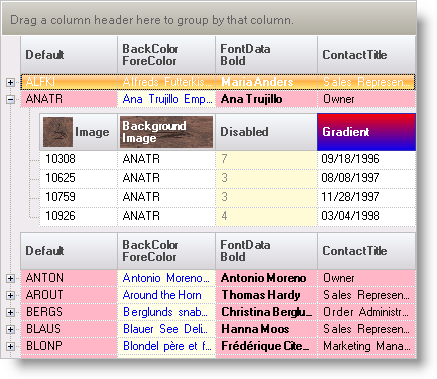 Drag a column header here to group by that column.
Default BackColor ForeColor FontData Bold ContactTitle
ALFKI Alfreds Futterkis Maria Anders Sales Represen...
ANATR Ana Trujillo Emp... Ana Trujillo Owner
Image Background Image Disabled Gradient
10308 ANATR 7 09/18/1996
10625 ANATR 3 08/08/1997
10759 ANATR 3 11/28/1997
10926 ANATR 4 03/04/1998
Default BackColor ForeColor FontData Bold ContactTitle
ANTON Antonio Moreno... Antonio Moreno Owner
AROUT Around the Horn Thomas Hardy Sales Represen...
BERGS Berglunds snab... Christina Berglu... Order Administr...
BLAUS Blauer See Deli... Hanna Moos Sales Represen...
BLONP Blondel père et f... Frédérique Cite... Marketing Mana...